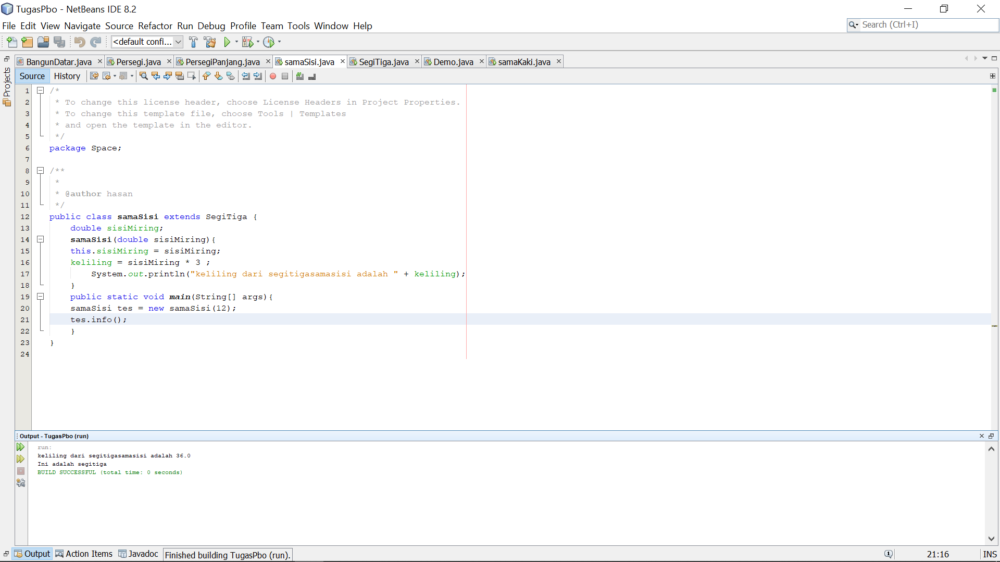 TugasPbo - NetBeans IDE 8.2
File Edit View Navigate Source Refactor Run Debug Profile Team Tools Window Help
Search (Ctrl+I)
<default confi...
Projects
BangunDatar.java Persegi.java PersegiPanjang.java samaSisi.java SegiTiga.java Demo.java samaKaki.java
Source History
1 /*
2 * To change this license header, choose License Headers in Project Properties.
3 * To change this template file, choose Tools | Templates
4 * and open the template in the editor.
5 */
6 package Space;
7
8 /**
9 *
10 * @author hasan
11 */
12 public class samaSisi extends SegiTiga {
13 double sisiMiring;
14 samaSisi(double sisiMiring){
15 this.sisiMiring = sisiMiring;
16 keliling = sisiMiring * 3 ;
17 System.out.println("keliling dari segitigasamasisi adalah " + keliling);
18 }
19 public static void main(String[] args){
20 samaSisi tes = new samaSisi(12);
21 tes.info();
22 }
23 }
24
Output - TugasPbo (run)
run:
keliling dari segitigasamasisi adalah 36.0
Ini adalah segitiga
BUILD SUCCESSFUL (total time: 0 seconds)
Output Action Items Javadoc Finished building TugasPbo (run).
1 21:16 INS